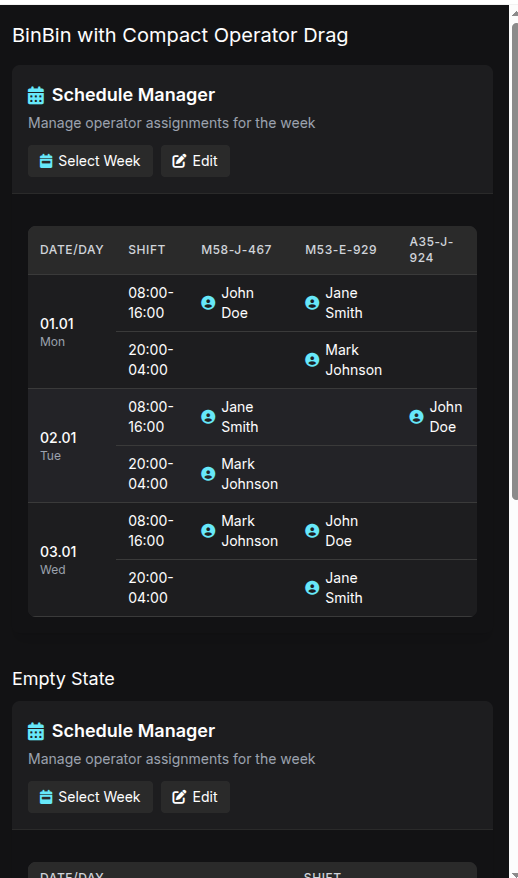 BinBin with Compact Operator Drag
Schedule Manager
Manage operator assignments for the week
Select Week Edit
DATE/DAY SHIFT M58-J-467 M53-E-929 A35-J-
924
08:00- John Jane
16:00 Doe Smith
01.01
Mon
20:00- Mark
04:00 Johnson
08:00- Jane John
16:00 Smith Doe
02.01
Tue
20:00- Mark
04:00 Johnson
08:00- Mark John
16:00 Johnson Doe
03.01
Wed
20:00- Jane
04:00 Smith
Empty State
Schedule Manager
Manage operator assignments for the week
Select Week Edit
DATE/DAY SHIFT